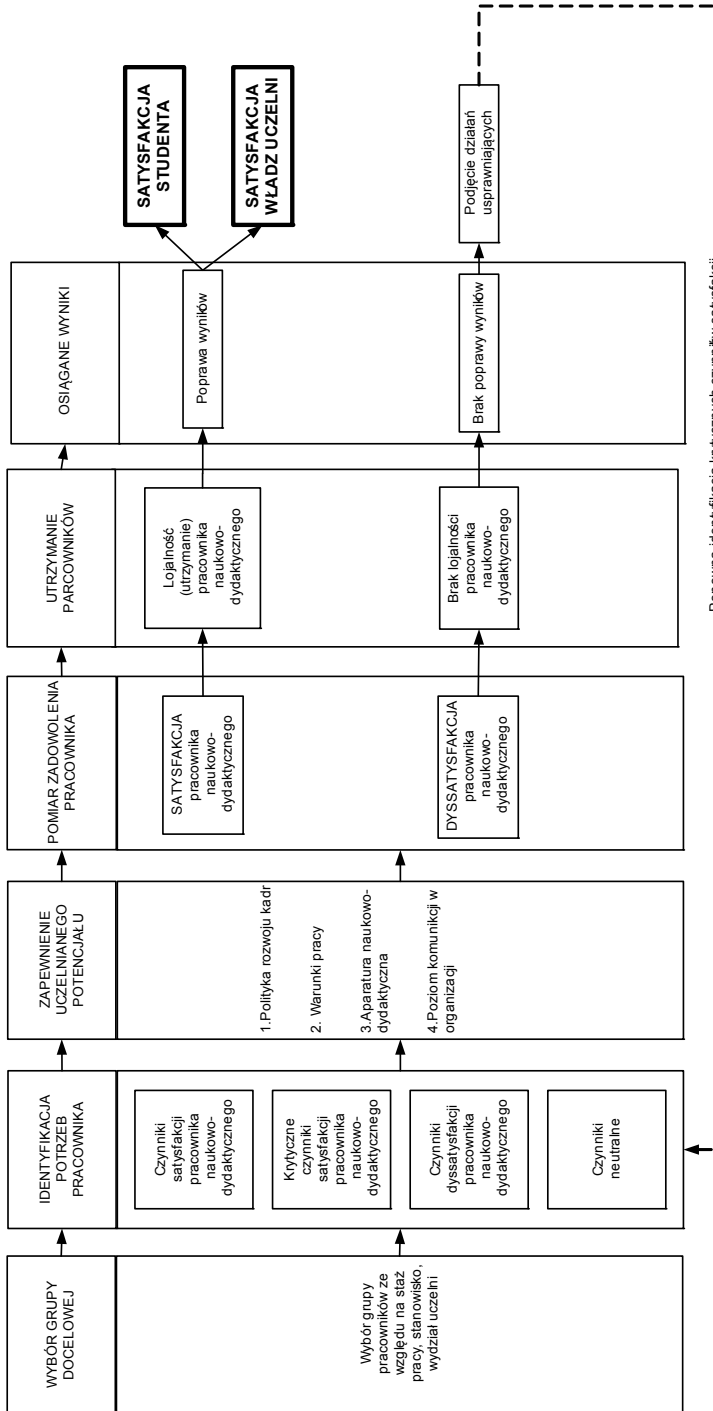 WYBÓR GRUPY
DOCELOWEJ
Wybór grupy
pracowników ze
względu na staż
pracy, stanowisko,
wydział uczelni
IDENTYFIKACJA
POTRZEB
PRACOWNIKA
Czynniki
satysfakcji
pracownika
naukowo-
dydaktycznego
Krytyczne
czynniki
satysfakcji
pracownika
naukowo-
dydaktycznego
Czynniki
dyssatysfakcji
pracownika
naukowo-
dydaktycznego
Czynniki
neutralne
ZAPEWNIENIE
UCZELNIANEGO
POTENCJAŁU
1.Polityka rozwoju kadr
2. Warunki pracy
3.Aparatura naukowo-
dydaktyczna
4.Poziom komunikcji w
organizacji
POMIAR ZADOWOLENIA
PRACOWNIKA
SATYSFAKCJA
pracownika
naukowo-
dydaktycznego
DYSSATYSFAKCJA
pracownika
naukowo-
dydaktycznego
UTRZYMANIE
PARCOWNIKÓW
Lojalność
(utrzymanie)
pracownika
naukowo-
dydaktycznego
Brak lojalności
pracownika
naukowo-
dydaktycznego
OSIĄGANE WYNIKI
Poprawa wyników
Brak poprawy wyników
SATYSFAKCJA
STUDENTA
SATYSFAKCJA
WŁADZ UCZELNI
Podjęcie działań
usprawniających